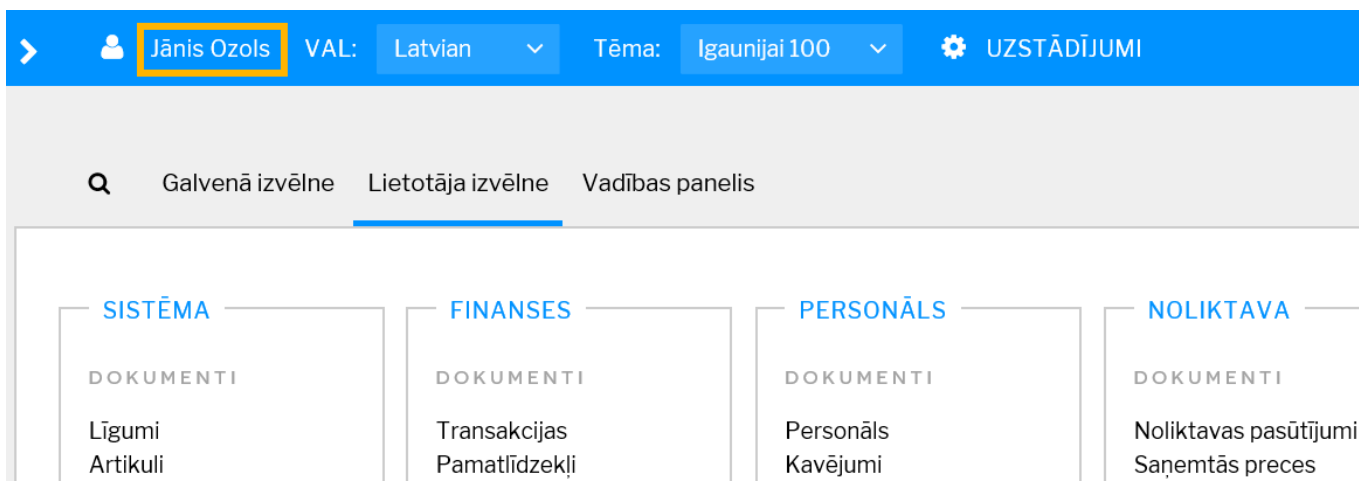 Jānis Ozols VAL: Latvian Tēma: Igaunijai 100 UZSTĀDĪJUMI
Galvenā izvēlne Lietotāja izvēlne Vadības panelis
SISTĒMA FINANSES PERSONĀLS NOLIKTAVA
DOKUMENTI DOKUMENTI DOKUMENTI DOKUMENTI
Līgumi Transakcijas Personāls Noliktavas pasūtījumi
Artikuli Pamatlīdzekļi Kavējumi Saņemtās preces